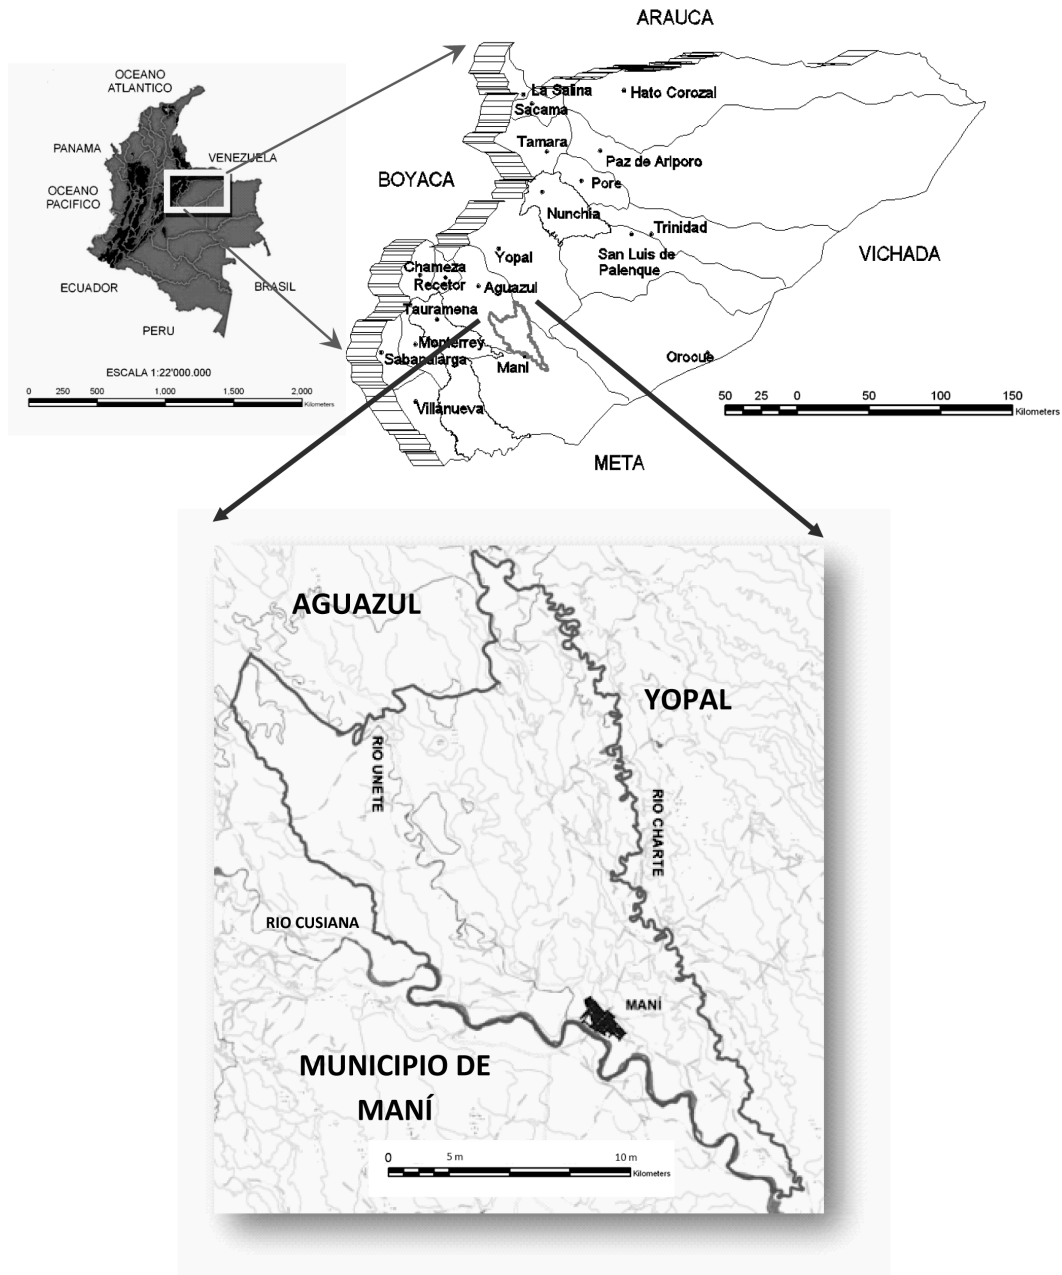 ARAUCA
OCEANO
ATLANTICO
PANAMA
VENEZUELA
OCEANO
PACIFICO
ECUADOR
BRASIL
PERU
ESCALA 1:22'000.000
0 250 500 1.000 1.500 2.000
Kilometers
La Salina
Hato Corozal
Sacama
Tamara
Paz de Ariporo
BOYACA
Pore
Nunchia
Trinidad
San Luis de
Palenque
VICHADA
Yopal
Chameza
Recetor
Aguazul
Tauramena
Monterrey
Sabanalarga
Mani
Orocue
Villanueva
META
50 25 0 50 100 150
Kilometers
AGUAZUL
YOPAL
RIO UNETE
RIO CHARTE
RIO CUSIANA
MANÍ
MUNICIPIO DE
MANÍ
0 5 m 10 m
Kilometers